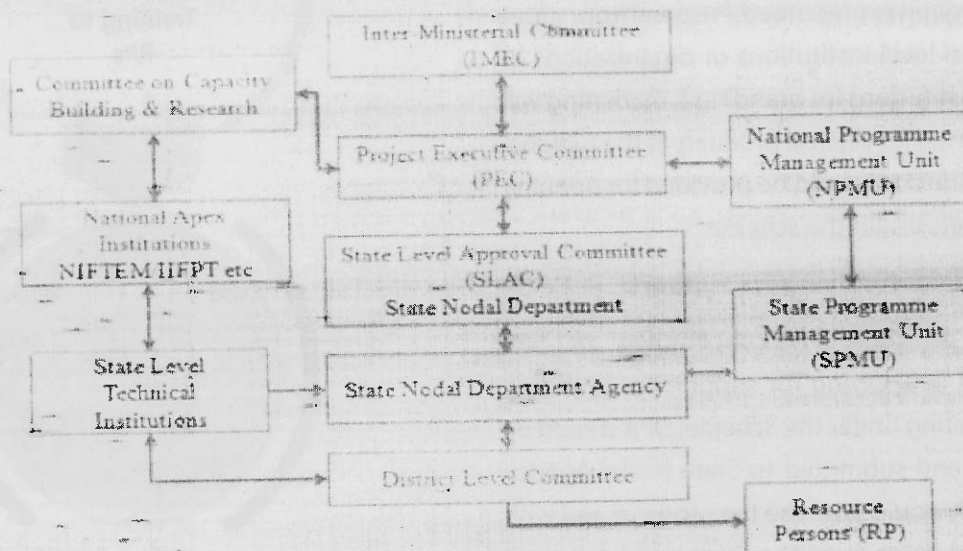 Inter-Ministerial Committee
(IMEC)
Committee on Capacity
Building & Research
Project Executive Committee
(PEC)
National Programme
Management Unit
(NPMU)
National Apex
Institutions
NIFTEM IIFPT etc
State Level Approval Committee
(SLAC)
State Nodal Department
State Programme
Management Unit
(SPMU)
State Level
Technical
Institutions
State Nodal Department Agency
District Level Committee
Resource
Persons (RP)